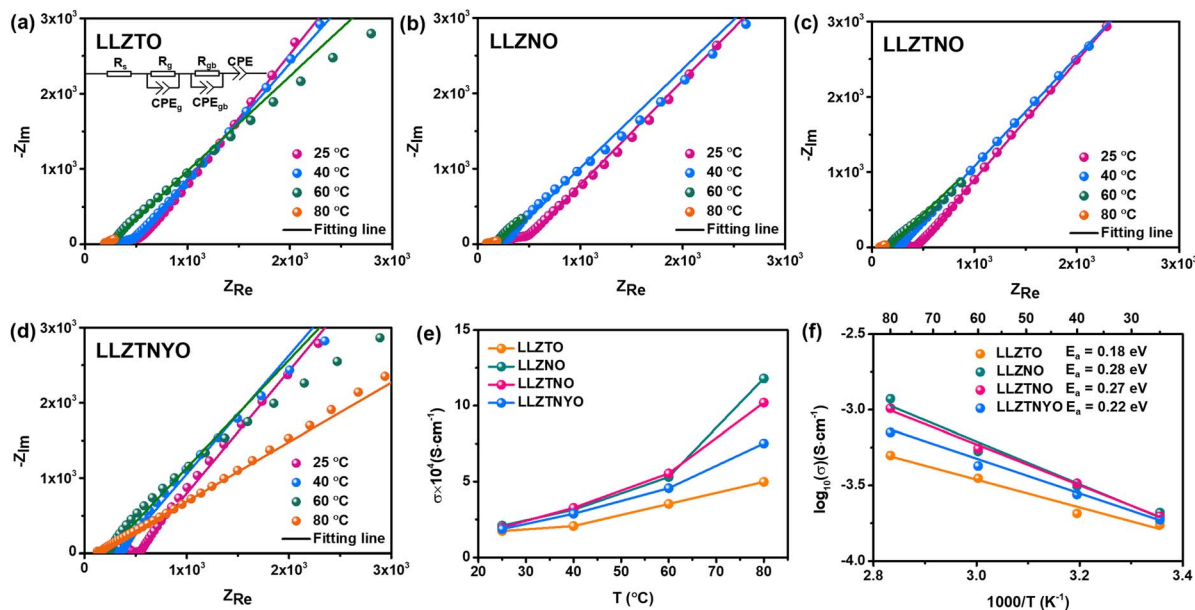 (a)
LLZTO
Rs Rg Rgb CPE
CPEg CPEgb
-ZIm
3x10³
2x10³
1x10³
0
25 °C
40 °C
60 °C
80 °C
Fitting line
0 1x10³ 2x10³ 3x10³
ZRe
(b)
LLZNO
-ZIm
3x10³
2x10³
1x10³
0
25 °C
40 °C
60 °C
80 °C
Fitting line
0 1x10³ 2x10³ 3x10³
ZRe
(c)
LLZTNO
-ZIm
3x10³
2x10³
1x10³
0
25 °C
40 °C
60 °C
80 °C
Fitting line
0 1x10³ 2x10³ 3x10³
ZRe
(d)
LLZTNYO
-ZIm
3x10³
2x10³
1x10³
0
25 °C
40 °C
60 °C
80 °C
Fitting line
0 1x10³ 2x10³ 3x10³
ZRe
(e)
σ×10⁴(S·cm⁻¹)
15
10
5
0
LLZTO
LLZNO
LLZTNO
LLZTNYO
20 30 40 50 60 70 80
T (°C)
(f)
80 70 60 50 40 30
log₁₀(σ)(S·cm⁻¹)
-2.5
-3.0
-3.5
-4.0
LLZTO Ea = 0.18 eV
LLZNO Ea = 0.28 eV
LLZTNO Ea = 0.27 eV
LLZTNYO Ea = 0.22 eV
2.8 3.0 3.2 3.4
1000/T (K⁻¹)